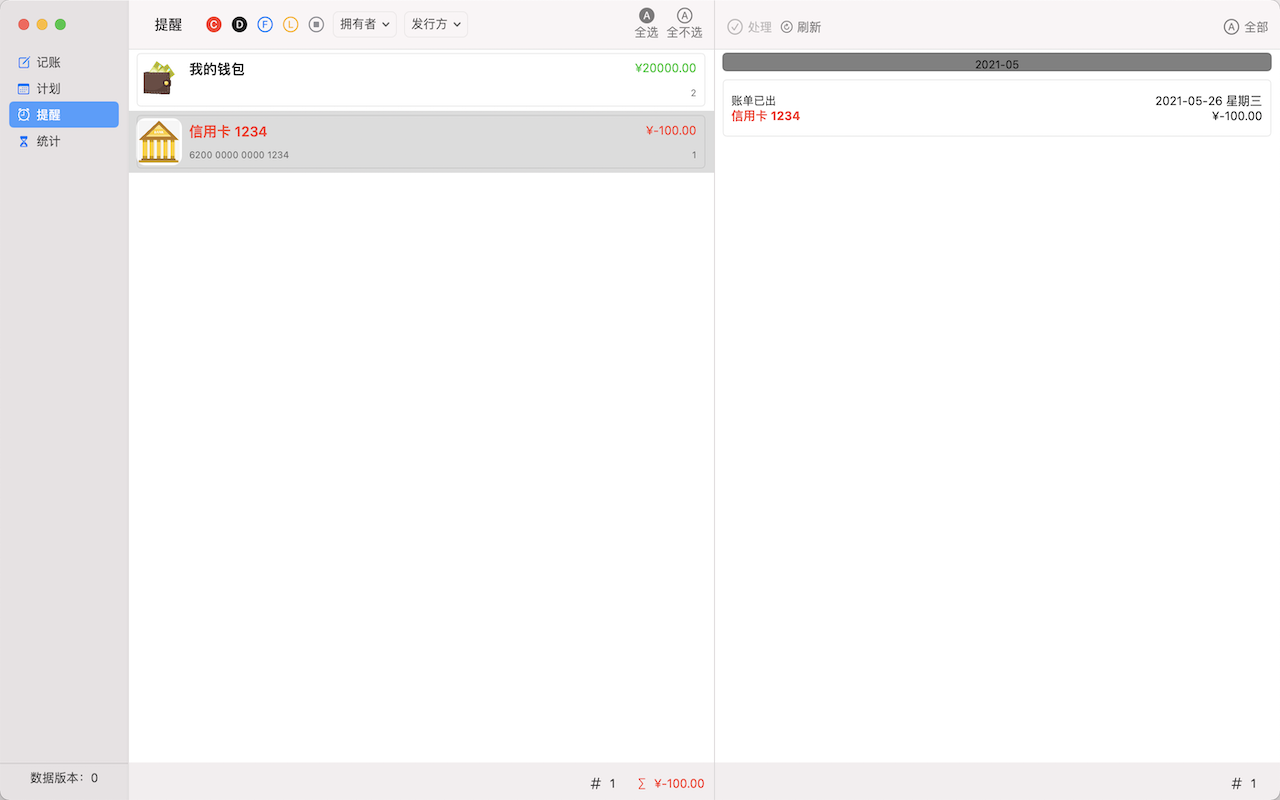 记账
计划
提醒
统计
数据版本：0
提醒
C D F L 拥有者 发行方
A 全选 A 全不选
我的钱包 ¥20000.00
2
信用卡 1234 ¥-100.00
6200 0000 0000 1234 1
# 1 ∑ ¥-100.00
处理 刷新 A 全部
2021-05
账单已出 2021-05-26 星期三
信用卡 1234 ¥-100.00
# 1